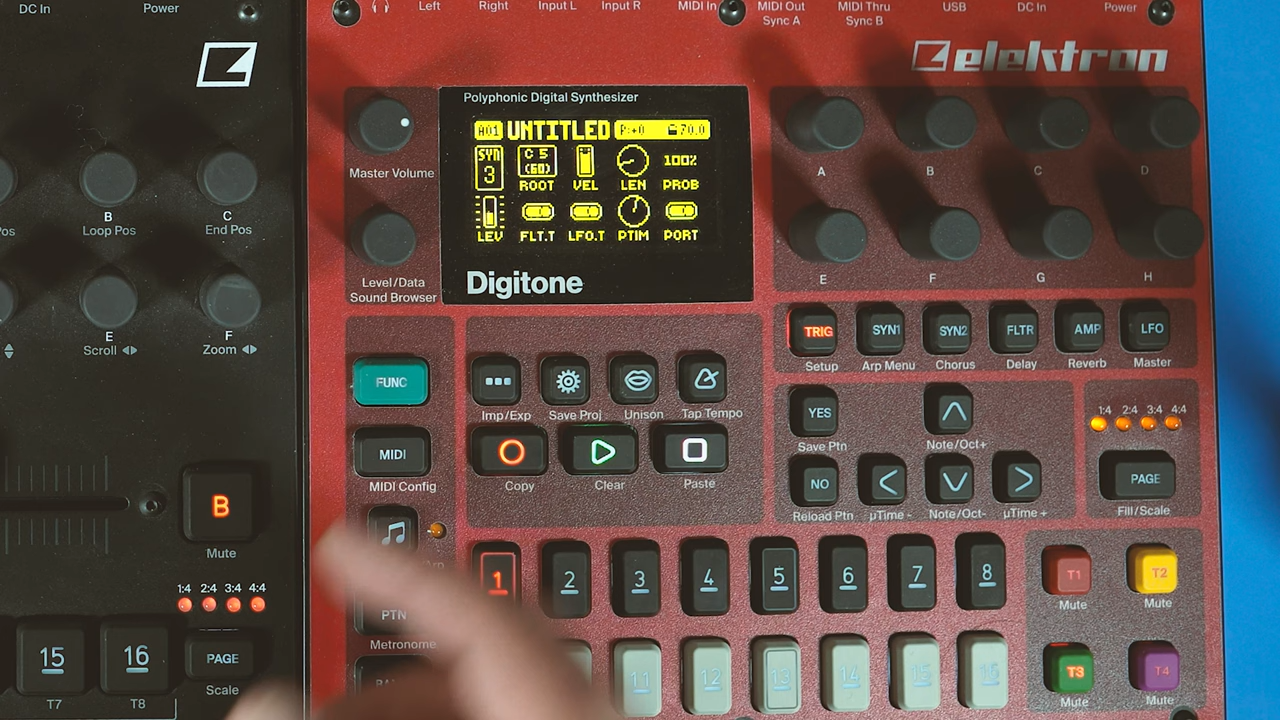 DC In
Power
Left
Right
Input L
Input R
MIDI In
MIDI Out
Sync A
MIDI Thru
Sync B
USB
DC In
Power
elektron
Polyphonic Digital Synthesizer
A01 UNTITLED P:+0 70.0
SYN
3
C 5
(60)
ROOT
VEL
LEN
100%
PROB
LEV
FLT.T
LFO.T
PTIM
PORT
Digitone
Master Volume
Level/Data
Sound Browser
A
B
C
D
E
F
G
H
B
Loop Pos
C
End Pos
E
Scroll
F
Zoom
TRIG
SYN1
SYN2
FLTR
AMP
LFO
Setup
Arp Menu
Chorus
Delay
Reverb
Master
FUNC
Imp/Exp
Save Proj
Unison
Tap Tempo
MIDI
MIDI Config
Copy
Clear
Paste
YES
Save Ptn
Note/Oct+
NO
Reload Ptn
µTime -
Note/Oct-
µTime +
1:4
2:4
3:4
4:4
PAGE
Fill/Scale
B
Mute
1:4
2:4
3:4
4:4
15
16
PAGE
T7
T8
Scale
PTN
Metronome
1
2
3
4
5
6
7
8
11
12
13
14
15
16
T1
Mute
T2
Mute
T3
Mute
T4
Mute